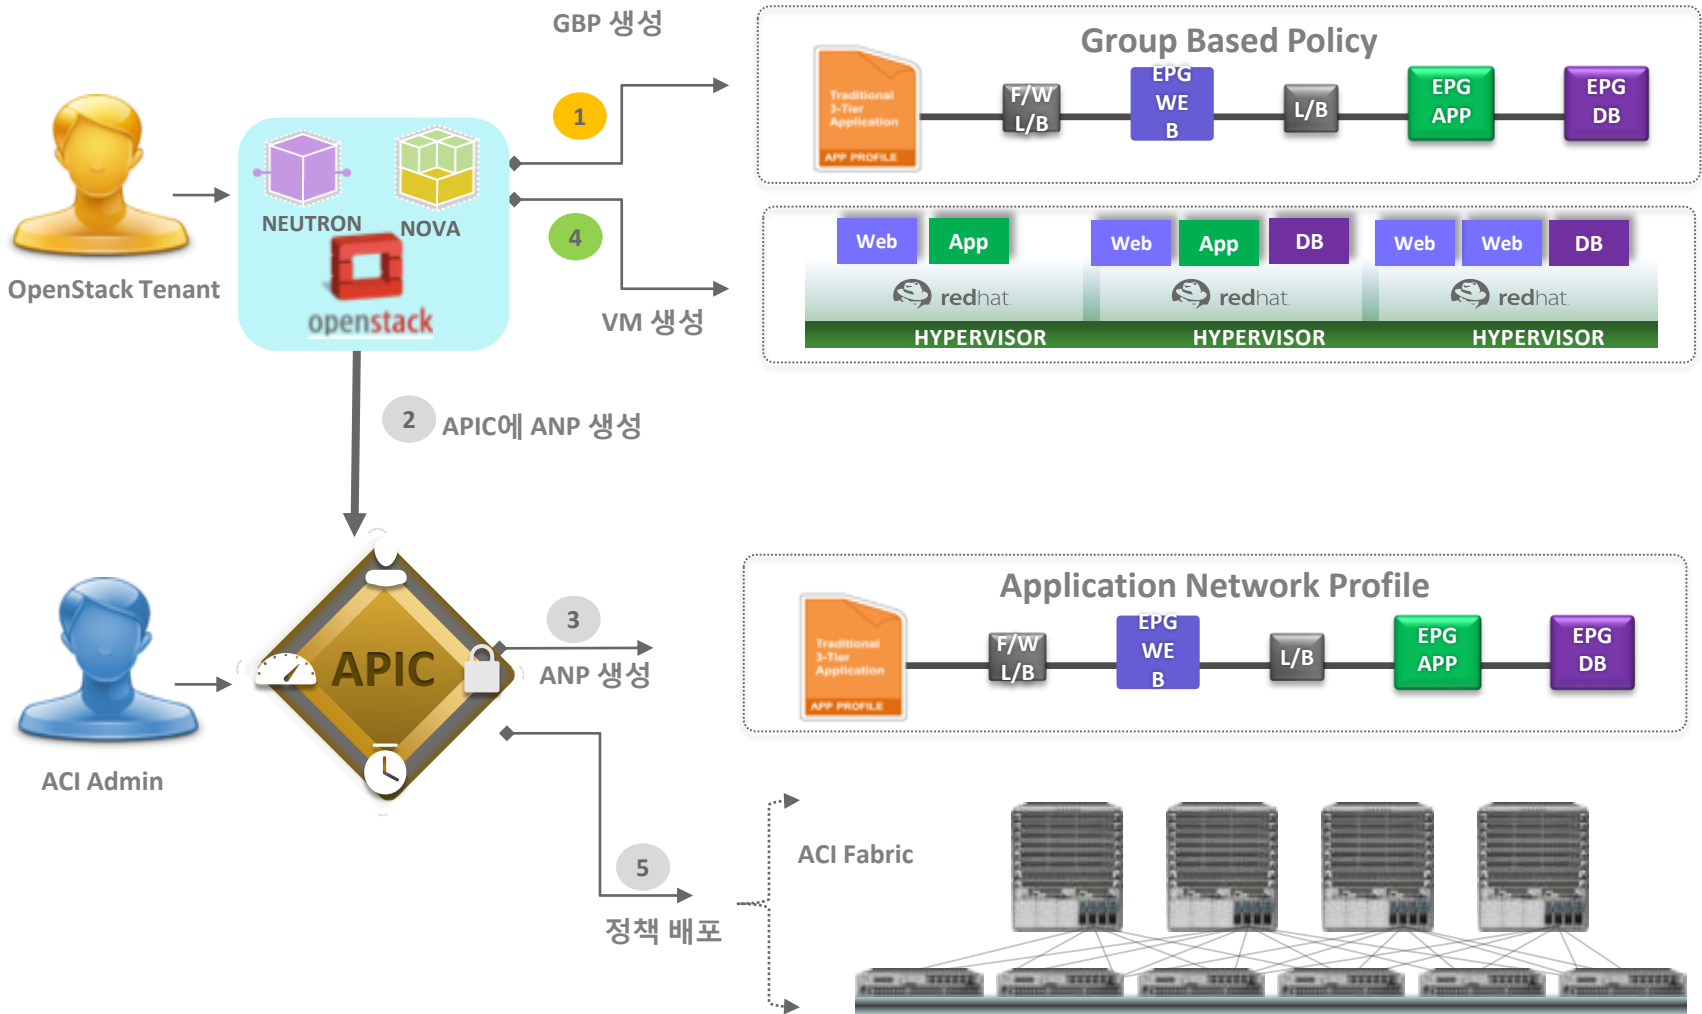 GBP 생성
Group Based Policy
Traditional
3-Tier
Application
APP PROFILE
F/W
L/B
EPG
WE
B
L/B
EPG
APP
EPG
DB
1
NEUTRON
NOVA
openstack
OpenStack Tenant
4
VM 생성
Web
App
Web
App
DB
Web
Web
DB
redhat.
redhat.
redhat.
HYPERVISOR
HYPERVISOR
HYPERVISOR
2
APIC에 ANP 생성
Application Network Profile
Traditional
3-Tier
Application
APP PROFILE
F/W
L/B
EPG
WE
B
L/B
EPG
APP
EPG
DB
APIC
3
ANP 생성
ACI Admin
5
정책 배포
ACI Fabric